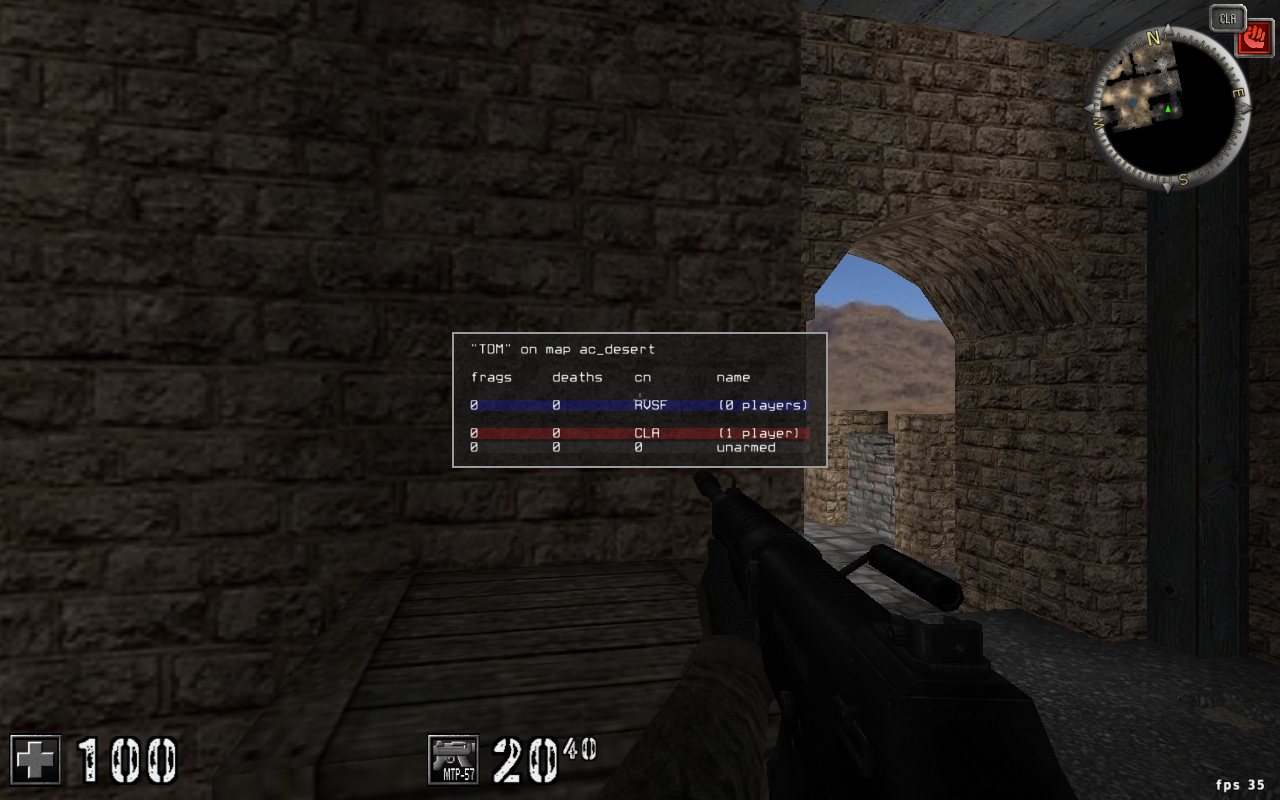 CLA
N
E
W
S
"TDM" on map ac_desert
frags deaths cn name
0 0 RVSF (0 players)
0 0 CLA (1 player)
0 0 0 unarmed
100
MTP-57
20 40
fps 35